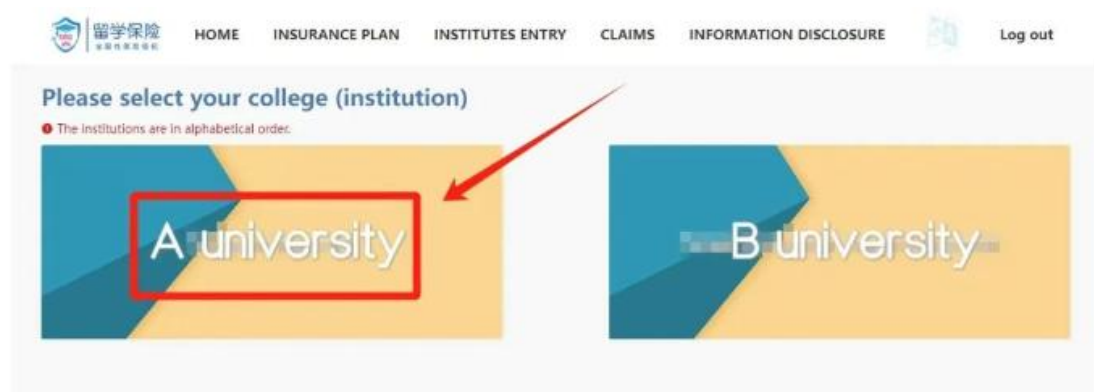 留学保险 HOME INSURANCE PLAN INSTITUTES ENTRY CLAIMS INFORMATION DISCLOSURE Log out
Please select your college (institution)
The institutions are in alphabetical order.
A university
B university